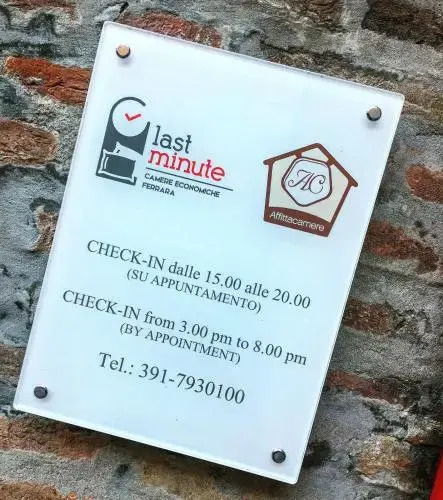 last
minute
CAMERE ECONOMICHE
FERRARA
AC
Affittacamere
CHECK-IN dalle 15.00 alle 20.00
(SU APPUNTAMENTO)
CHECK-IN from 3.00 pm to 8.00 pm
(BY APPOINTMENT)
Tel.: 391-7930100